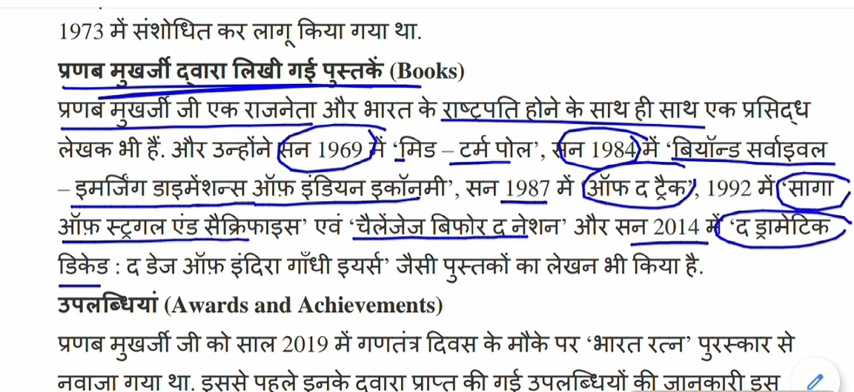 1973 में संशोधित कर लागू किया गया था.
प्रणब मुखर्जी द्वारा लिखी गई पुस्तकें (Books)
प्रणब मुखर्जी जी एक राजनेता और भारत के राष्ट्रपति होने के साथ ही साथ एक प्रसिद्ध
लेखक भी हैं. और उन्होंने सन 1969 में ‘मिड – टर्म पोल’, सन 1984 में ‘बियॉन्ड सर्वाइवल
– इमर्जिंग डाइमेंशन्स ऑफ़ इंडियन इकॉनमी’, सन 1987 में ‘ऑफ द ट्रैक’, 1992 में ‘सागा
ऑफ़ स्ट्रगल एंड सैक्रिफाइस’ एवं ‘चैलेंजेज बिफोर द नेशन’ और सन 2014 में ‘द ड्रामेटिक
डिकेड : द डेज ऑफ़ इंदिरा गाँधी इयर्स’ जैसी पुस्तकों का लेखन भी किया है.
उपलब्धियां (Awards and Achievements)
प्रणब मुखर्जी जी को साल 2019 में गणतंत्र दिवस के मौके पर ‘भारत रत्न’ पुरस्कार से
नवाजा गया था. इससे पहले इनके द्वारा प्राप्त की गई उपलब्धियों की जानकारी इस